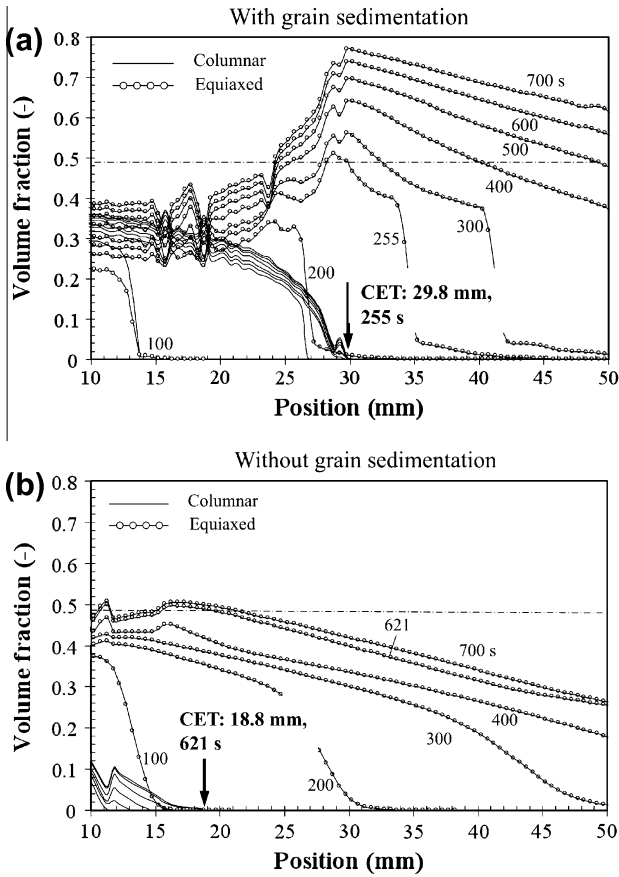 With grain sedimentation
(a)
0.8
0.7
0.6
0.5
0.4
0.3
0.2
0.1
0
Volume fraction (-)
Columnar
Equiaxed
700 s
600
500
400
300
255
200
100
CET: 29.8 mm,
255 s
10 15 20 25 30 35 40 45 50
Position (mm)
Without grain sedimentation
(b)
0.8
0.7
0.6
0.5
0.4
0.3
0.2
0.1
0
Volume fraction (-)
Columnar
Equiaxed
621
700 s
400
300
200
100
CET: 18.8 mm,
621 s
10 15 20 25 30 35 40 45 50
Position (mm)